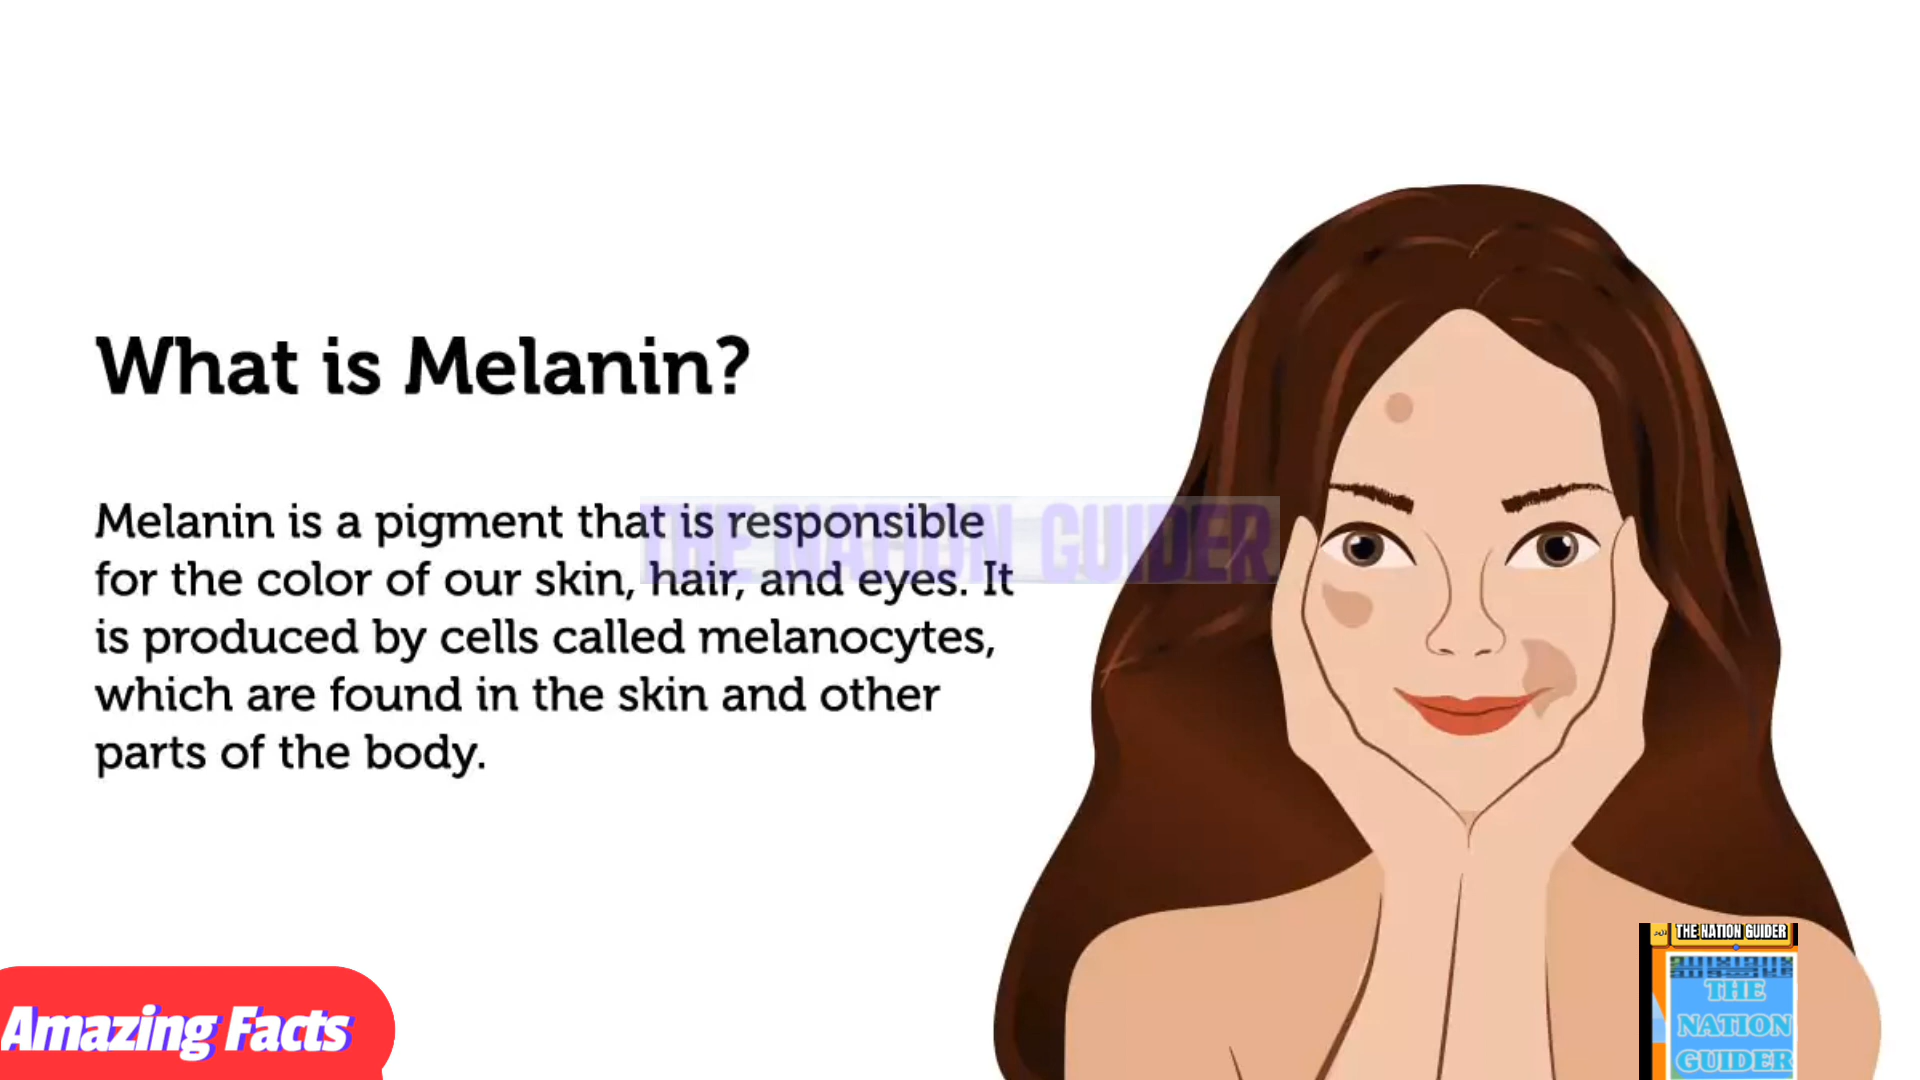 What is Melanin?
Melanin is a pigment that is responsible
for the color of our skin, hair, and eyes. It
is produced by cells called melanocytes,
which are found in the skin and other
parts of the body.
THE NATION GUIDER
Amazing Facts
THE NATION GUIDER
THE
NATION
GUIDER